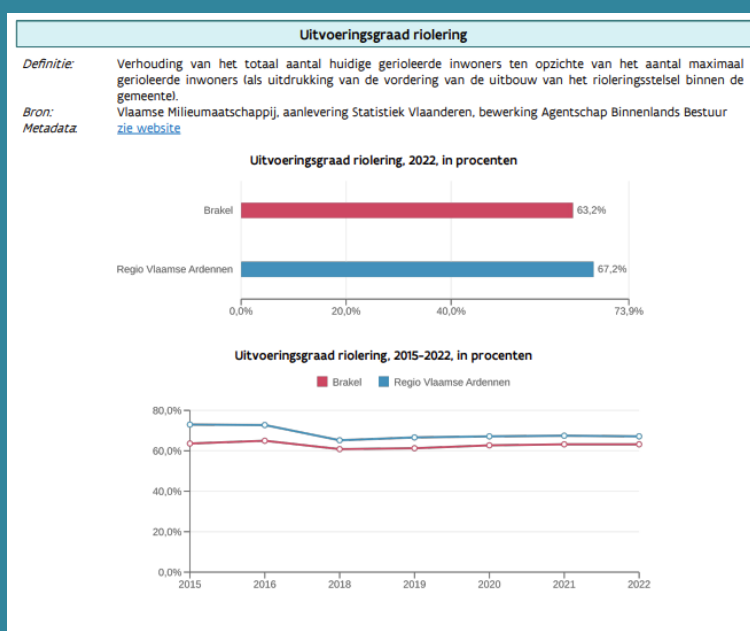 Uitvoeringsgraad riolering
Definitie: Verhouding van het totaal aantal huidige gerioleerde inwoners ten opzichte van het aantal maximaal
gerioleerde inwoners (als uitdrukking van de vordering van de uitbouw van het rioleringsstelsel binnen de
gemeente).
Bron: Vlaamse Milieumaatschappij, aanlevering Statistiek Vlaanderen, bewerking Agentschap Binnenlands Bestuur
Metadata: zie website
Uitvoeringsgraad riolering, 2022, in procenten
Brakel 63,2%
Regio Vlaamse Ardennen 67,2%
0,0% 20,0% 40,0% 73,9%
Uitvoeringsgraad riolering, 2015-2022, in procenten
Brakel Regio Vlaamse Ardennen
80,0%
60,0%
40,0%
20,0%
0,0%
2015 2016 2018 2019 2020 2021 2022